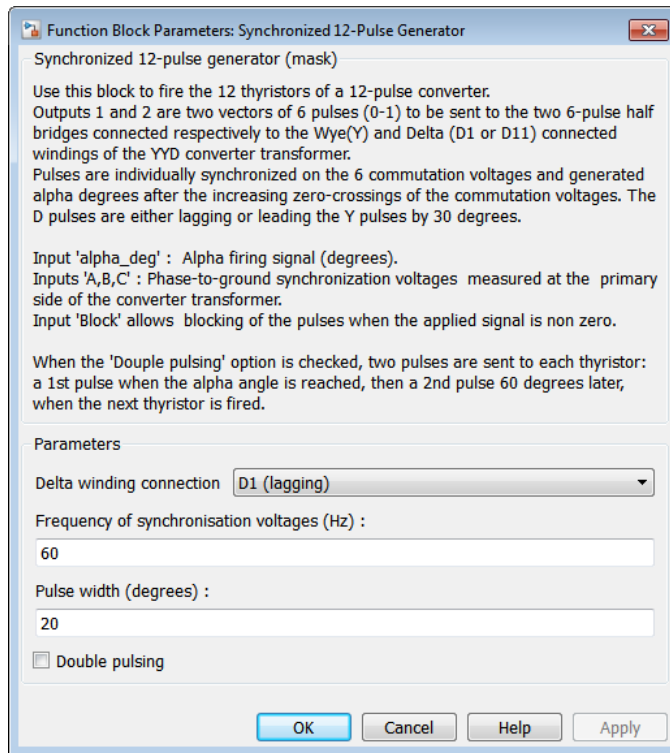 Function Block Parameters: Synchronized 12-Pulse Generator
Synchronized 12-pulse generator (mask)
Use this block to fire the 12 thyristors of a 12-pulse converter.
Outputs 1 and 2 are two vectors of 6 pulses (0-1) to be sent to the two 6-pulse half
bridges connected respectively to the Wye(Y) and Delta (D1 or D11) connected
windings of the YYD converter transformer.
Pulses are individually synchronized on the 6 commutation voltages and generated
alpha degrees after the increasing zero-crossings of the commutation voltages. The
D pulses are either lagging or leading the Y pulses by 30 degrees.
Input 'alpha_deg' :  Alpha firing signal (degrees).
Inputs 'A,B,C' : Phase-to-ground synchronization voltages  measured at the  primary
side of the converter transformer.
Input 'Block' allows  blocking of the pulses when the applied signal is non zero.
When the 'Douple pulsing' option is checked, two pulses are sent to each thyristor:
a 1st pulse when the alpha angle is reached, then a 2nd pulse 60 degrees later,
when the next thyristor is fired.
Parameters
Delta winding connection D1 (lagging)
Frequency of synchronisation voltages (Hz) :
60
Pulse width (degrees) :
20
Double pulsing
OK Cancel Help Apply